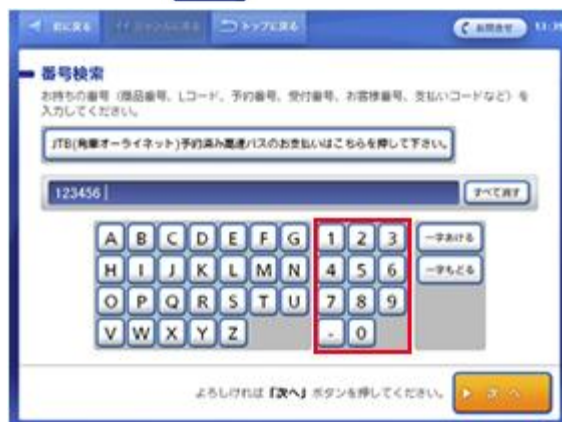 前に戻る トップに戻る お問合せ
番号検索
お持ちの番号（商品番号、Lコード、予約番号、受付番号、お客様番号、支払いコードなど）を
入力してください。
JTB(発車オーライネット)予約済み高速バスのお支払いはこちらを押して下さい。
123456 すべて消す
A B C D E F G 1 2 3 一字あける
H I J K L M N 4 5 6 一字もどる
O P Q R S T U 7 8 9
V W X Y Z - 0
よろしければ「次へ」ボタンを押してください。 次 へ